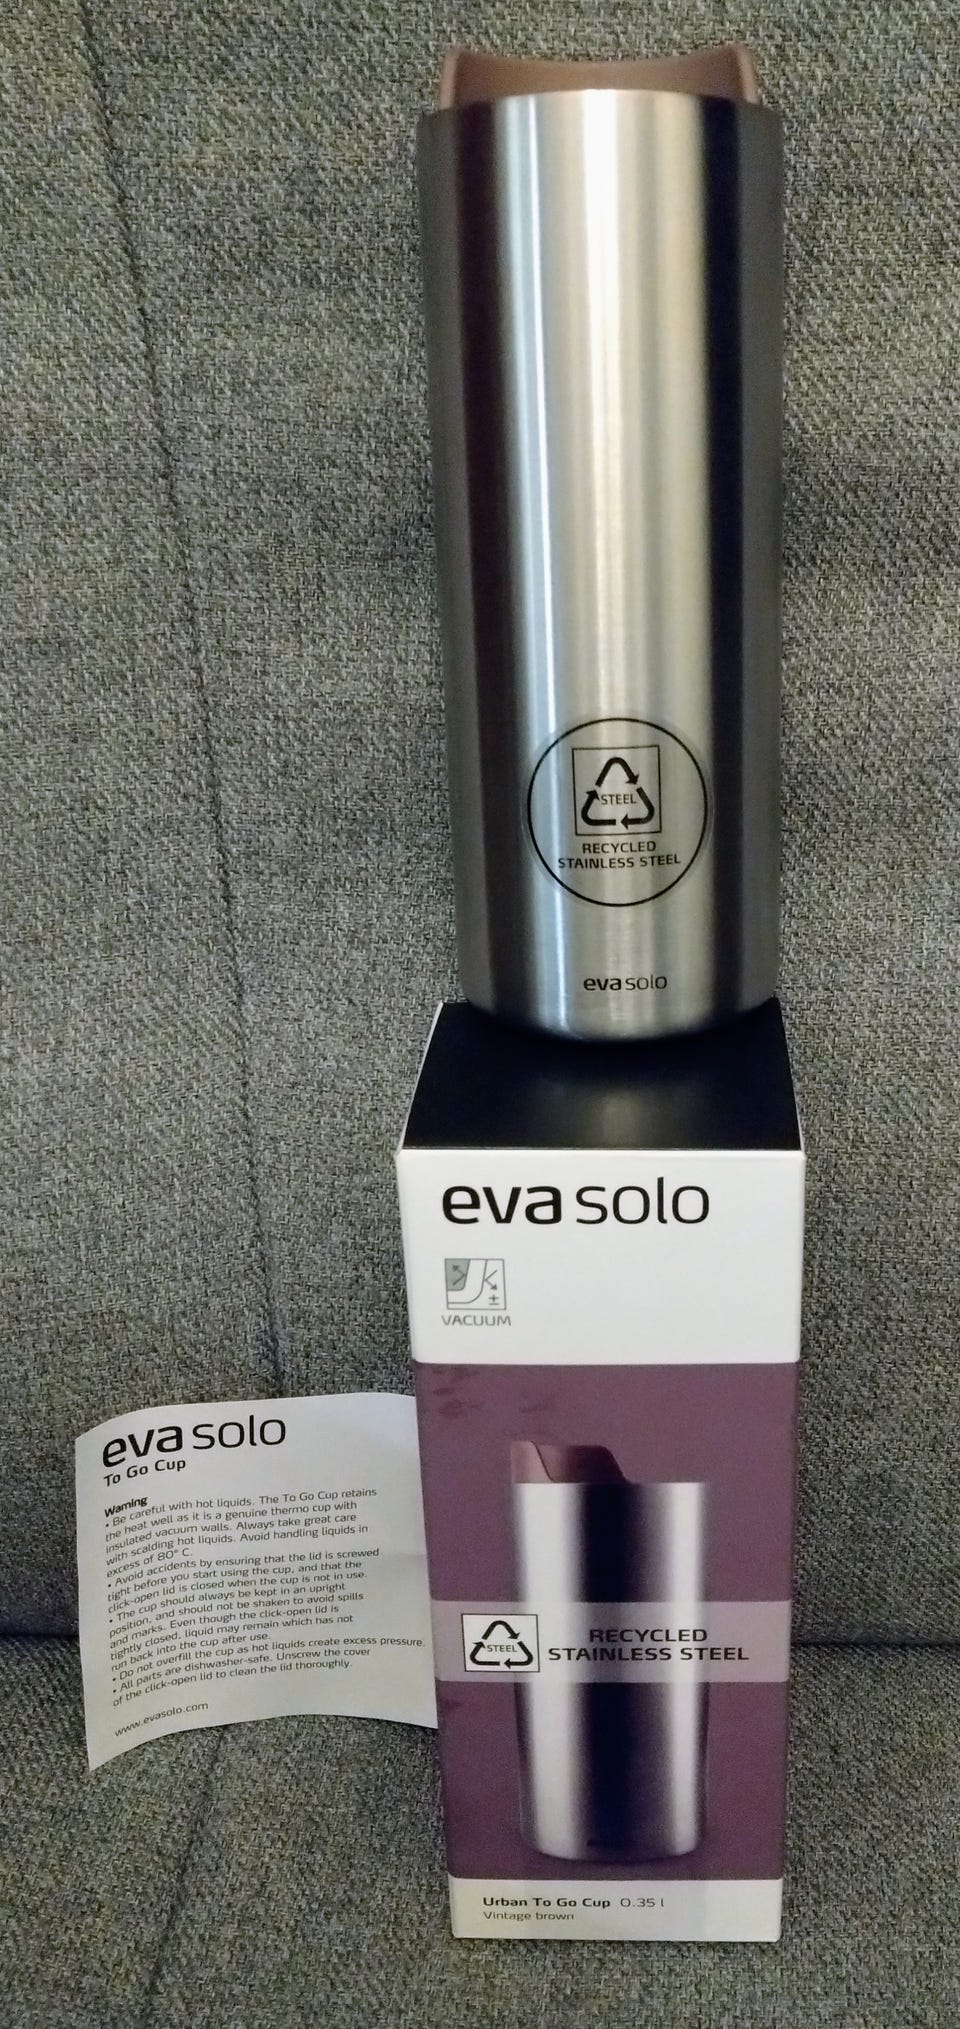 STEEL
RECYCLED
STAINLESS STEEL
eva solo
eva solo
±
VACUUM
STEEL
RECYCLED
STAINLESS STEEL
Urban To Go Cup 0.35 l
Vintage brown
eva solo
To Go Cup
Warning
• Be careful with hot liquids. The To Go Cup retains
the heat well as it is a genuine thermo cup with
insulated vacuum walls. Always take great care
with scalding hot liquids. Avoid handling liquids in
excess of 80° C.
• Avoid accidents by ensuring that the lid is screwed
tight before you start using the cup, and that the
click-open lid is closed when the cup is not in use.
• The cup should always be kept in an upright
position, and should not be shaken to avoid spills
and marks. Even though the click-open lid is
tightly closed, liquid may remain which has not
run back into the cup after use.
• Do not overfill the cup as hot liquids create excess pressure.
• All parts are dishwasher-safe. Unscrew the cover
of the click-open lid to clean the lid thoroughly.
www.evasolo.com